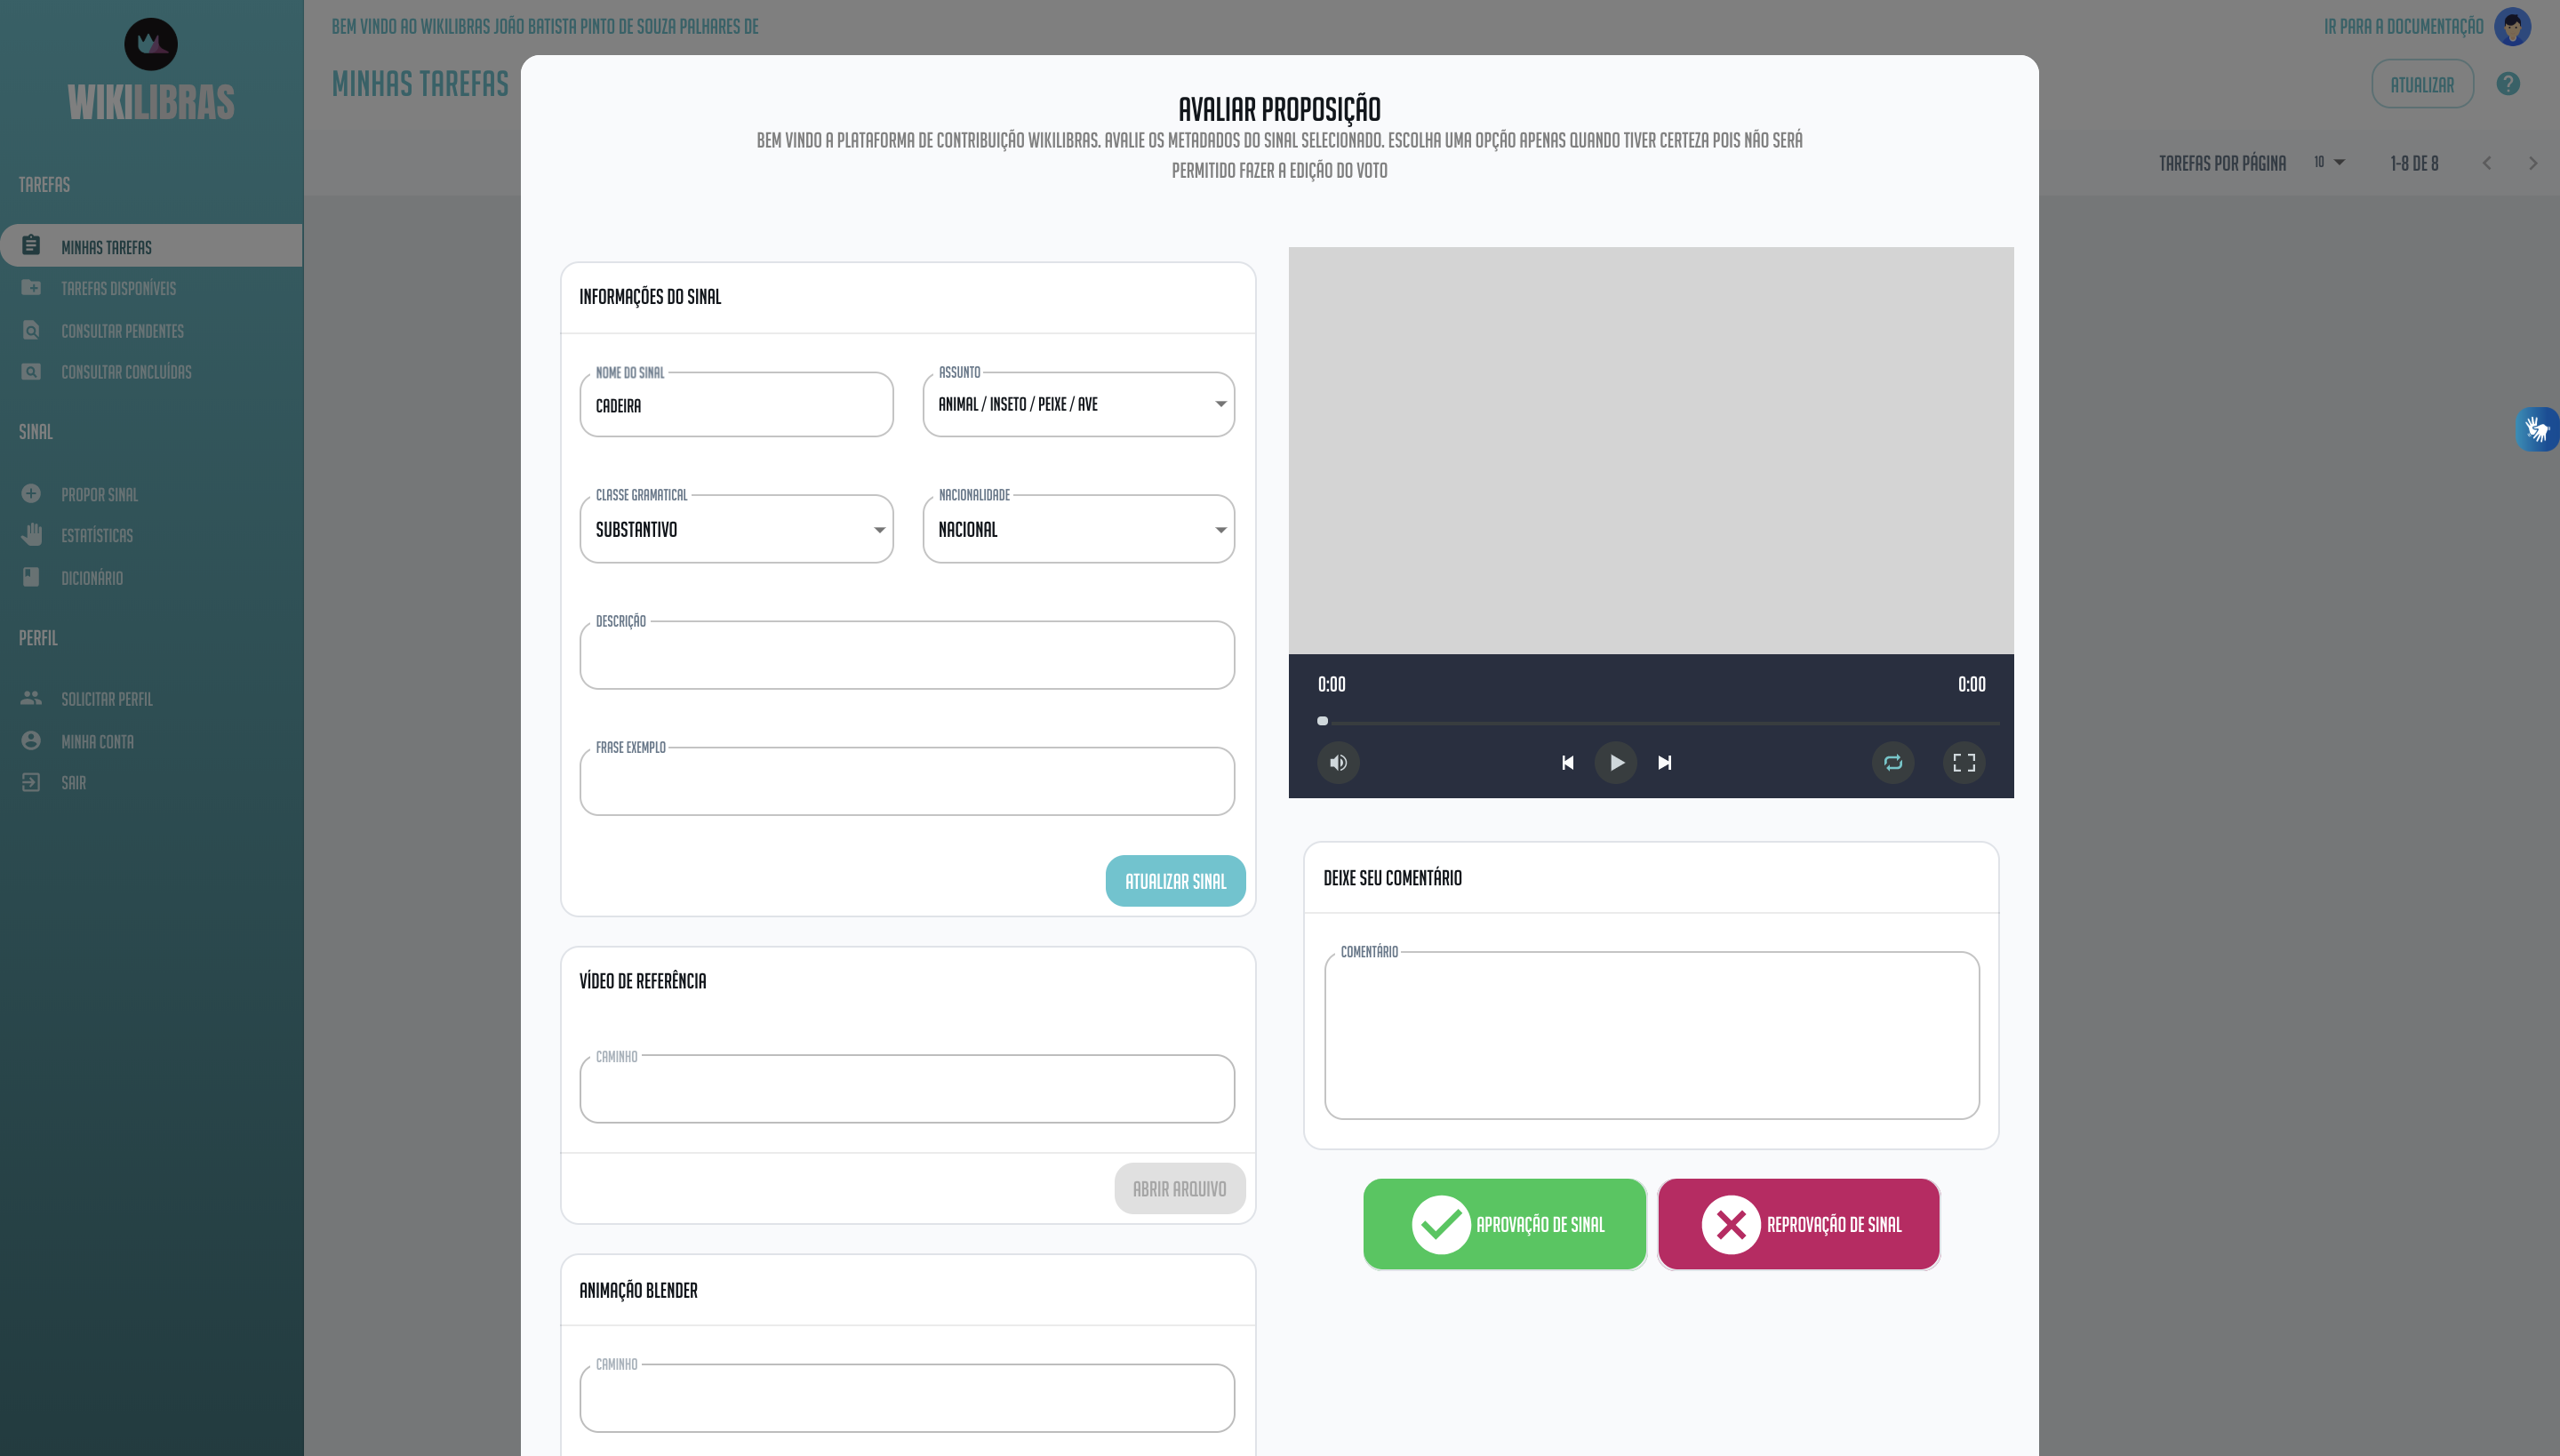 WIKILIBRAS
TAREFAS
MINHAS TAREFAS
TAREFAS DISPONÍVEIS
CONSULTAR PENDENTES
CONSULTAR CONCLUÍDAS
SINAL
PROPOR SINAL
ESTATÍSTICAS
DICIONÁRIO
PERFIL
SOLICITAR PERFIL
MINHA CONTA
SAIR
BEM VINDO AO WIKILIBRAS JOÃO BATISTA PINTO DE SOUZA PALHARES DE
IR PARA A DOCUMENTAÇÃO
MINHAS TAREFAS
ATUALIZAR
?
TAREFAS POR PÁGINA 10 1-8 DE 8
AVALIAR PROPOSIÇÃO
BEM VINDO A PLATAFORMA DE CONTRIBUIÇÃO WIKILIBRAS. AVALIE OS METADADOS DO SINAL SELECIONADO. ESCOLHA UMA OPÇÃO APENAS QUANDO TIVER CERTEZA POIS NÃO SERÁ
PERMITIDO FAZER A EDIÇÃO DO VOTO
INFORMAÇÕES DO SINAL
NOME DO SINAL
CADEIRA
ASSUNTO
ANIMAL / INSETO / PEIXE / AVE
CLASSE GRAMATICAL
SUBSTANTIVO
NACIONALIDADE
NACIONAL
DESCRIÇÃO
FRASE EXEMPLO
ATUALIZAR SINAL
VÍDEO DE REFERÊNCIA
CAMINHO
ABRIR ARQUIVO
ANIMAÇÃO BLENDER
CAMINHO
0:00 0:00
DEIXE SEU COMENTÁRIO
COMENTÁRIO
APROVAÇÃO DE SINAL
REPROVAÇÃO DE SINAL